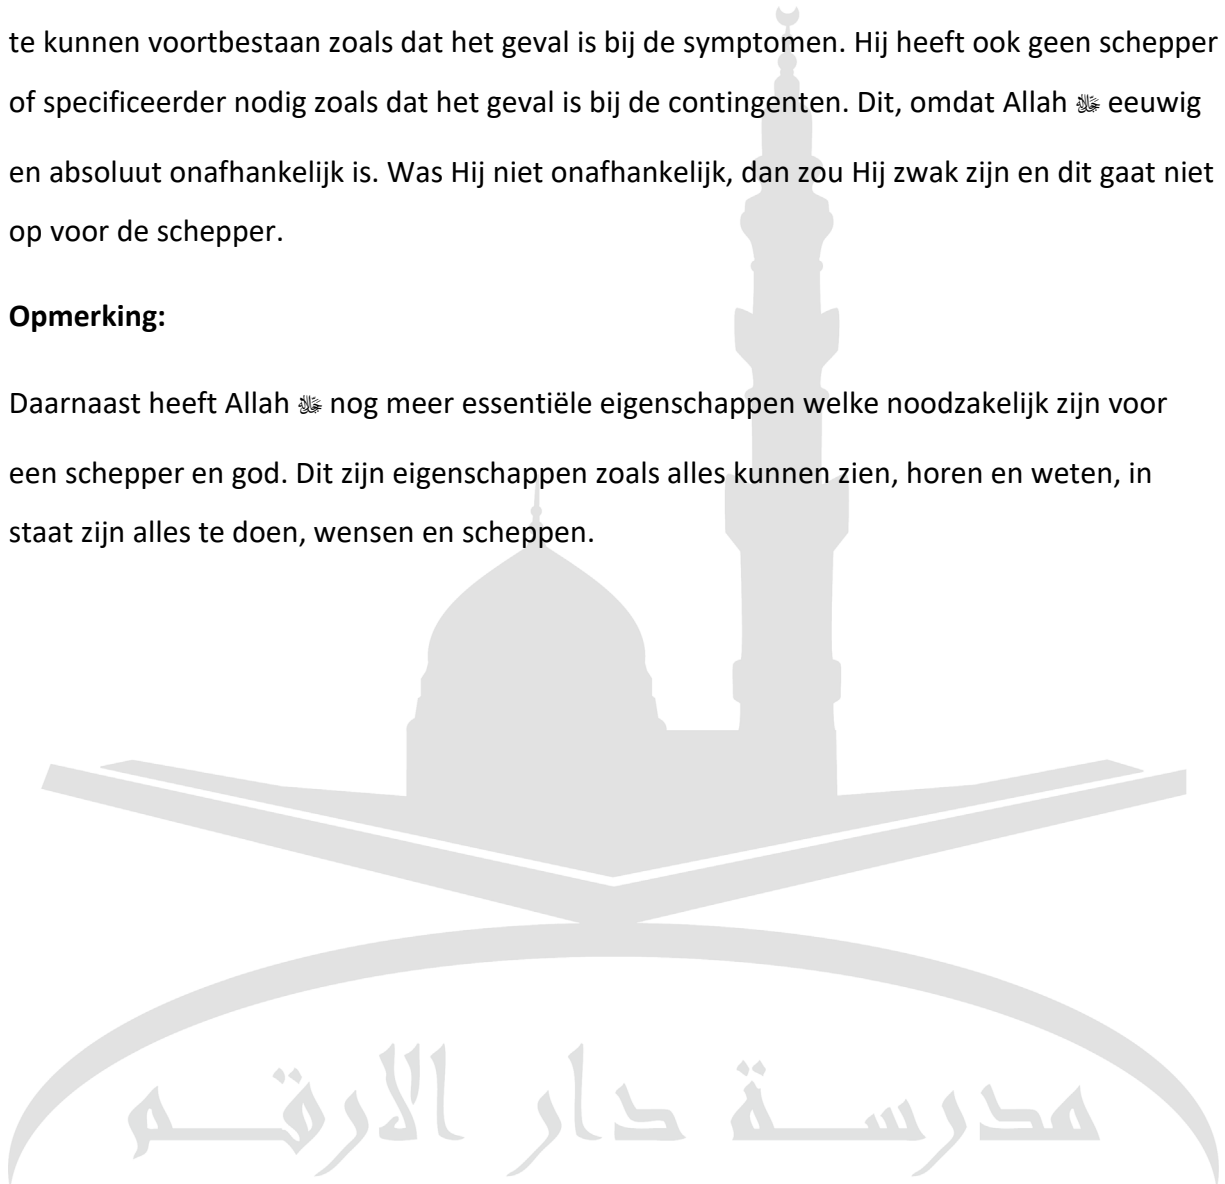 te kunnen voortbestaan zoals dat het geval is bij de symptomen. Hij heeft ook geen schepper
of specificeerder nodig zoals dat het geval is bij de contingenten. Dit, omdat Allah ﷻ eeuwig
en absoluut onafhankelijk is. Was Hij niet onafhankelijk, dan zou Hij zwak zijn en dit gaat niet
op voor de schepper.
Opmerking:
Daarnaast heeft Allah ﷻ nog meer essentiële eigenschappen welke noodzakelijk zijn voor
een schepper en god. Dit zijn eigenschappen zoals alles kunnen zien, horen en weten, in
staat zijn alles te doen, wensen en scheppen.
مدرسـة دار الارقـم